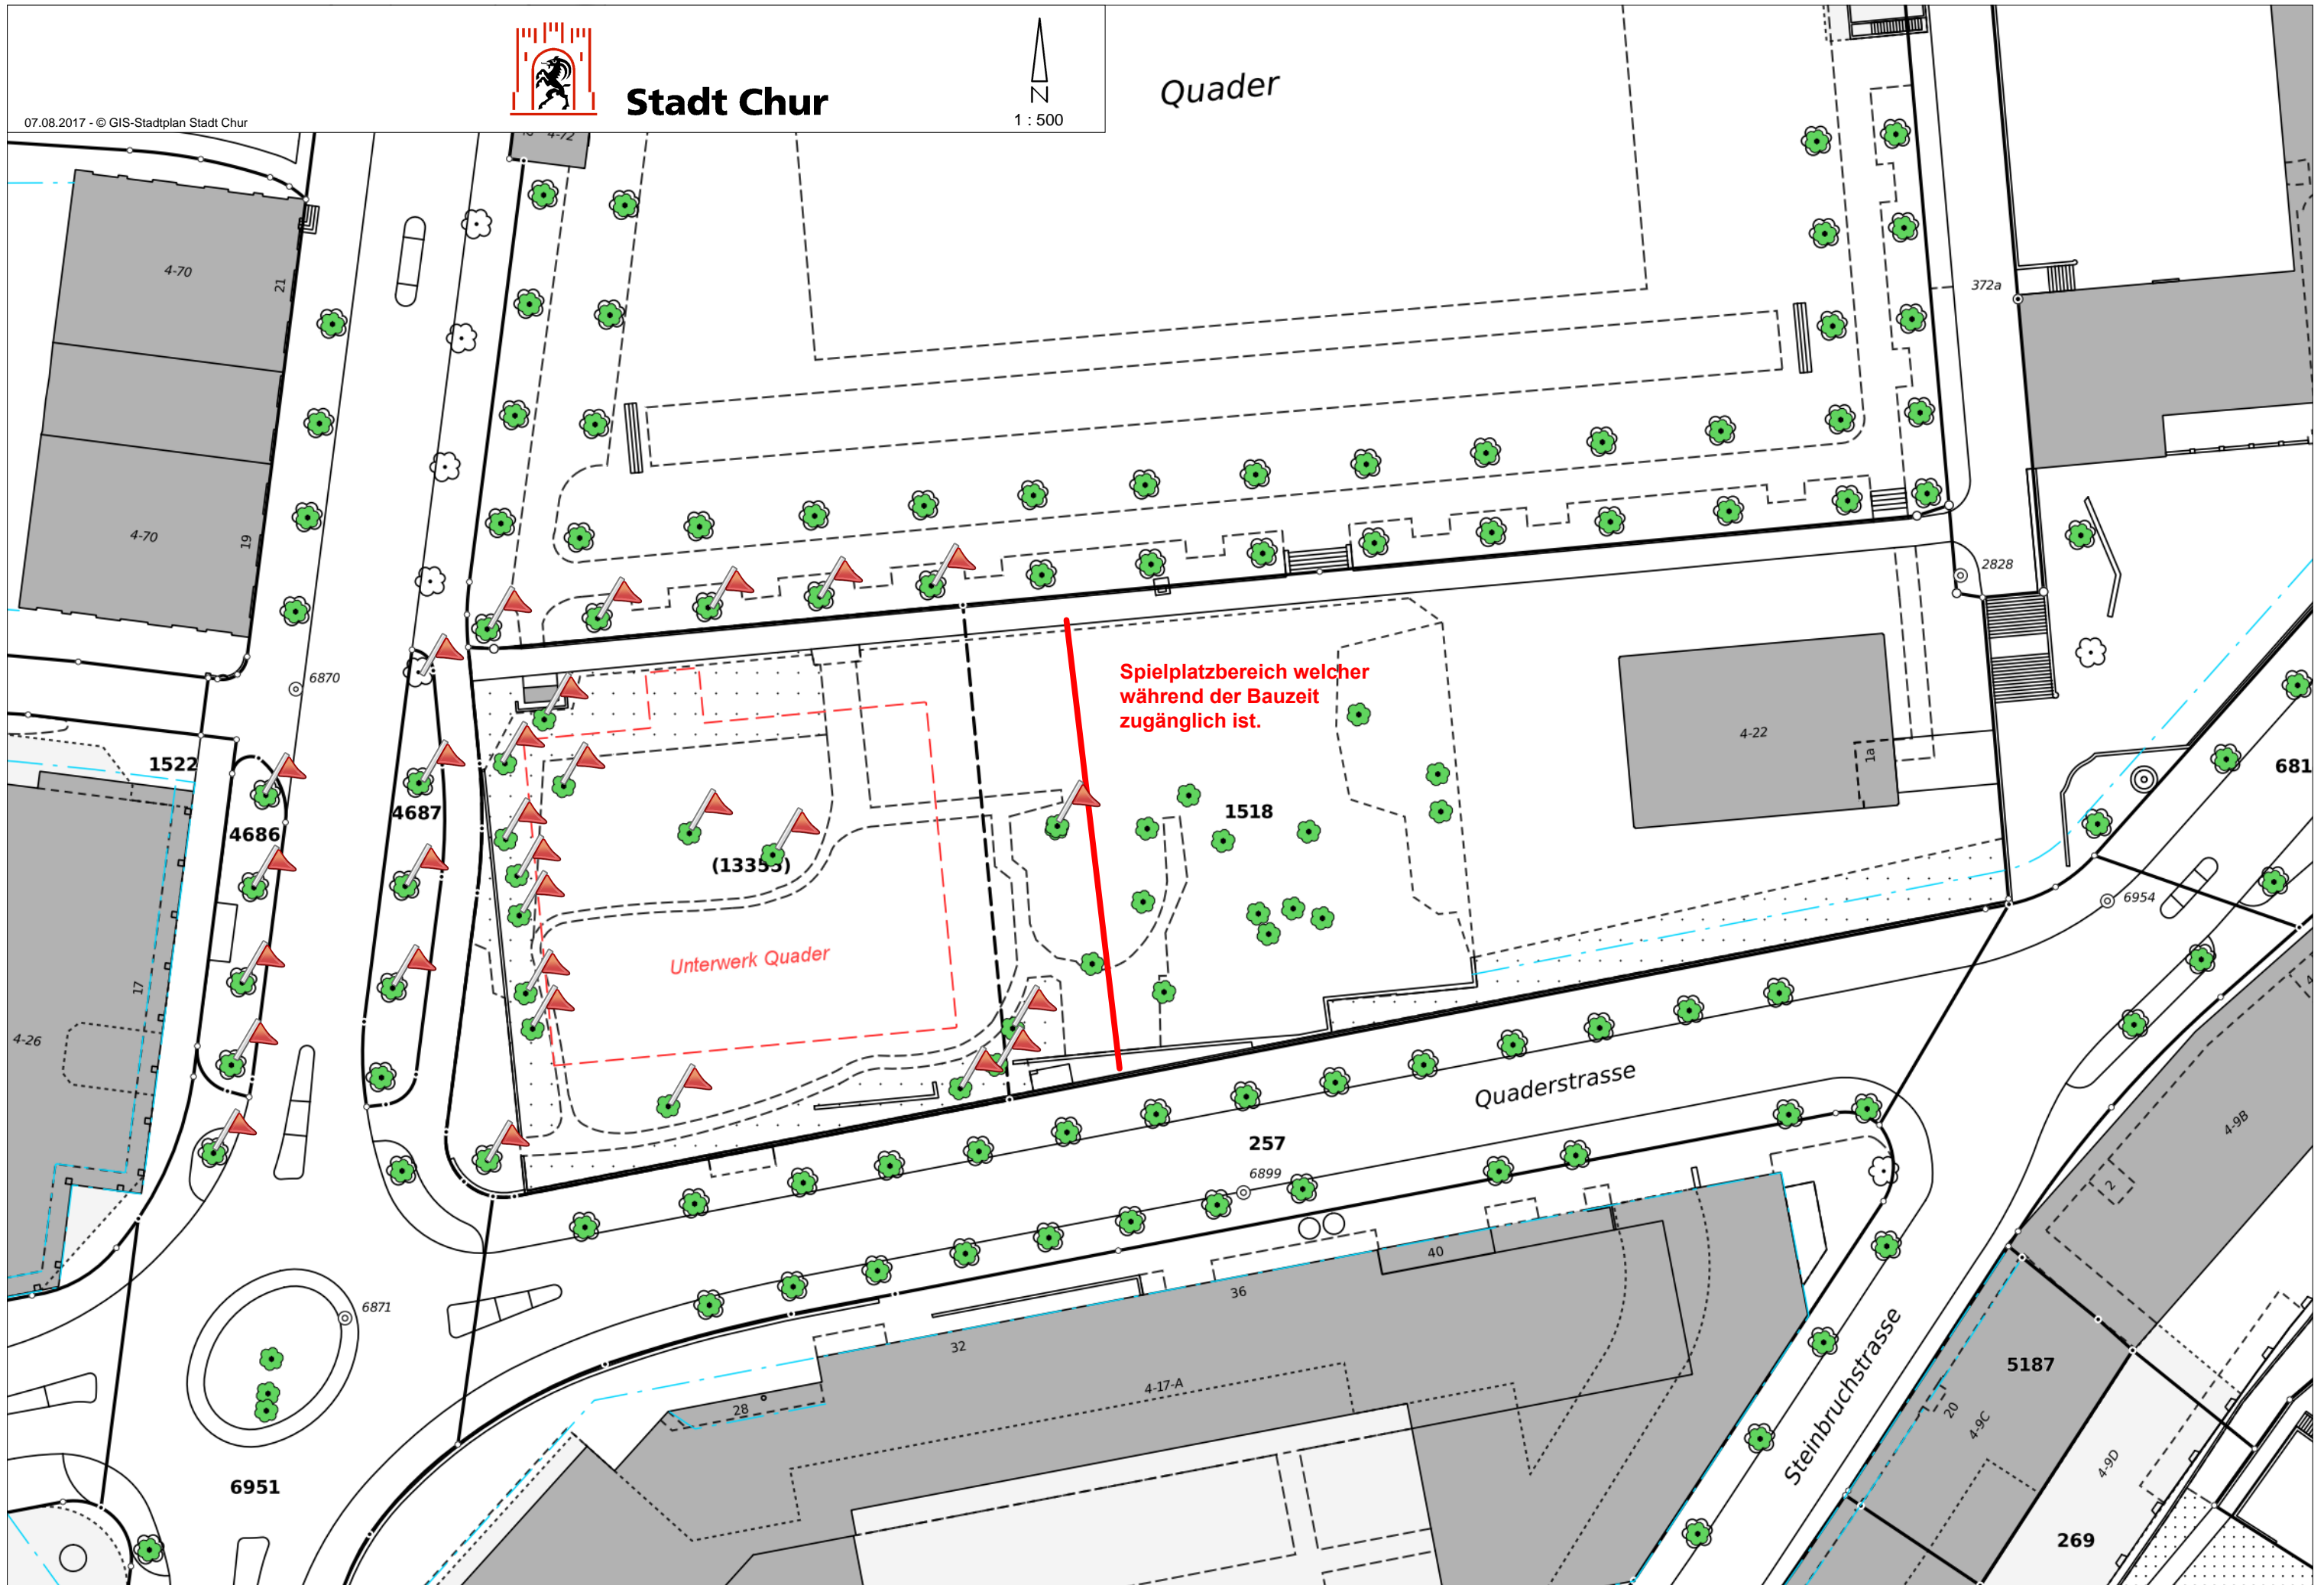 Stadt Chur
07.08.2017 - © GIS-Stadtplan Stadt Chur
N
1 : 500
Quader
4-72
4-70
21
372a
4-70
19
2828
6870
Spielplatzbereich welcher
während der Bauzeit
zugänglich ist.
4-22
1a
1522
681
4686
4687
1518
(13353)
6954
Unterwerk Quader
17
4-26
Quaderstrasse
257
6899
4-9B
2
40
36
32
6871
28
4-17-A
Steinbruchstrasse
5187
20
4-9C
4-9D
6951
269